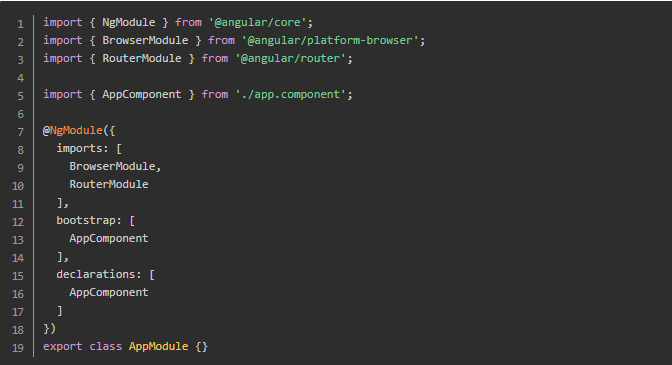 1 import { NgModule } from '@angular/core';
2 import { BrowserModule } from '@angular/platform-browser';
3 import { RouterModule } from '@angular/router';
4
5 import { AppComponent } from './app.component';
6
7 @NgModule({
8   imports: [
9     BrowserModule,
10     RouterModule
11   ],
12   bootstrap: [
13     AppComponent
14   ],
15   declarations: [
16     AppComponent
17   ]
18 })
19 export class AppModule {}